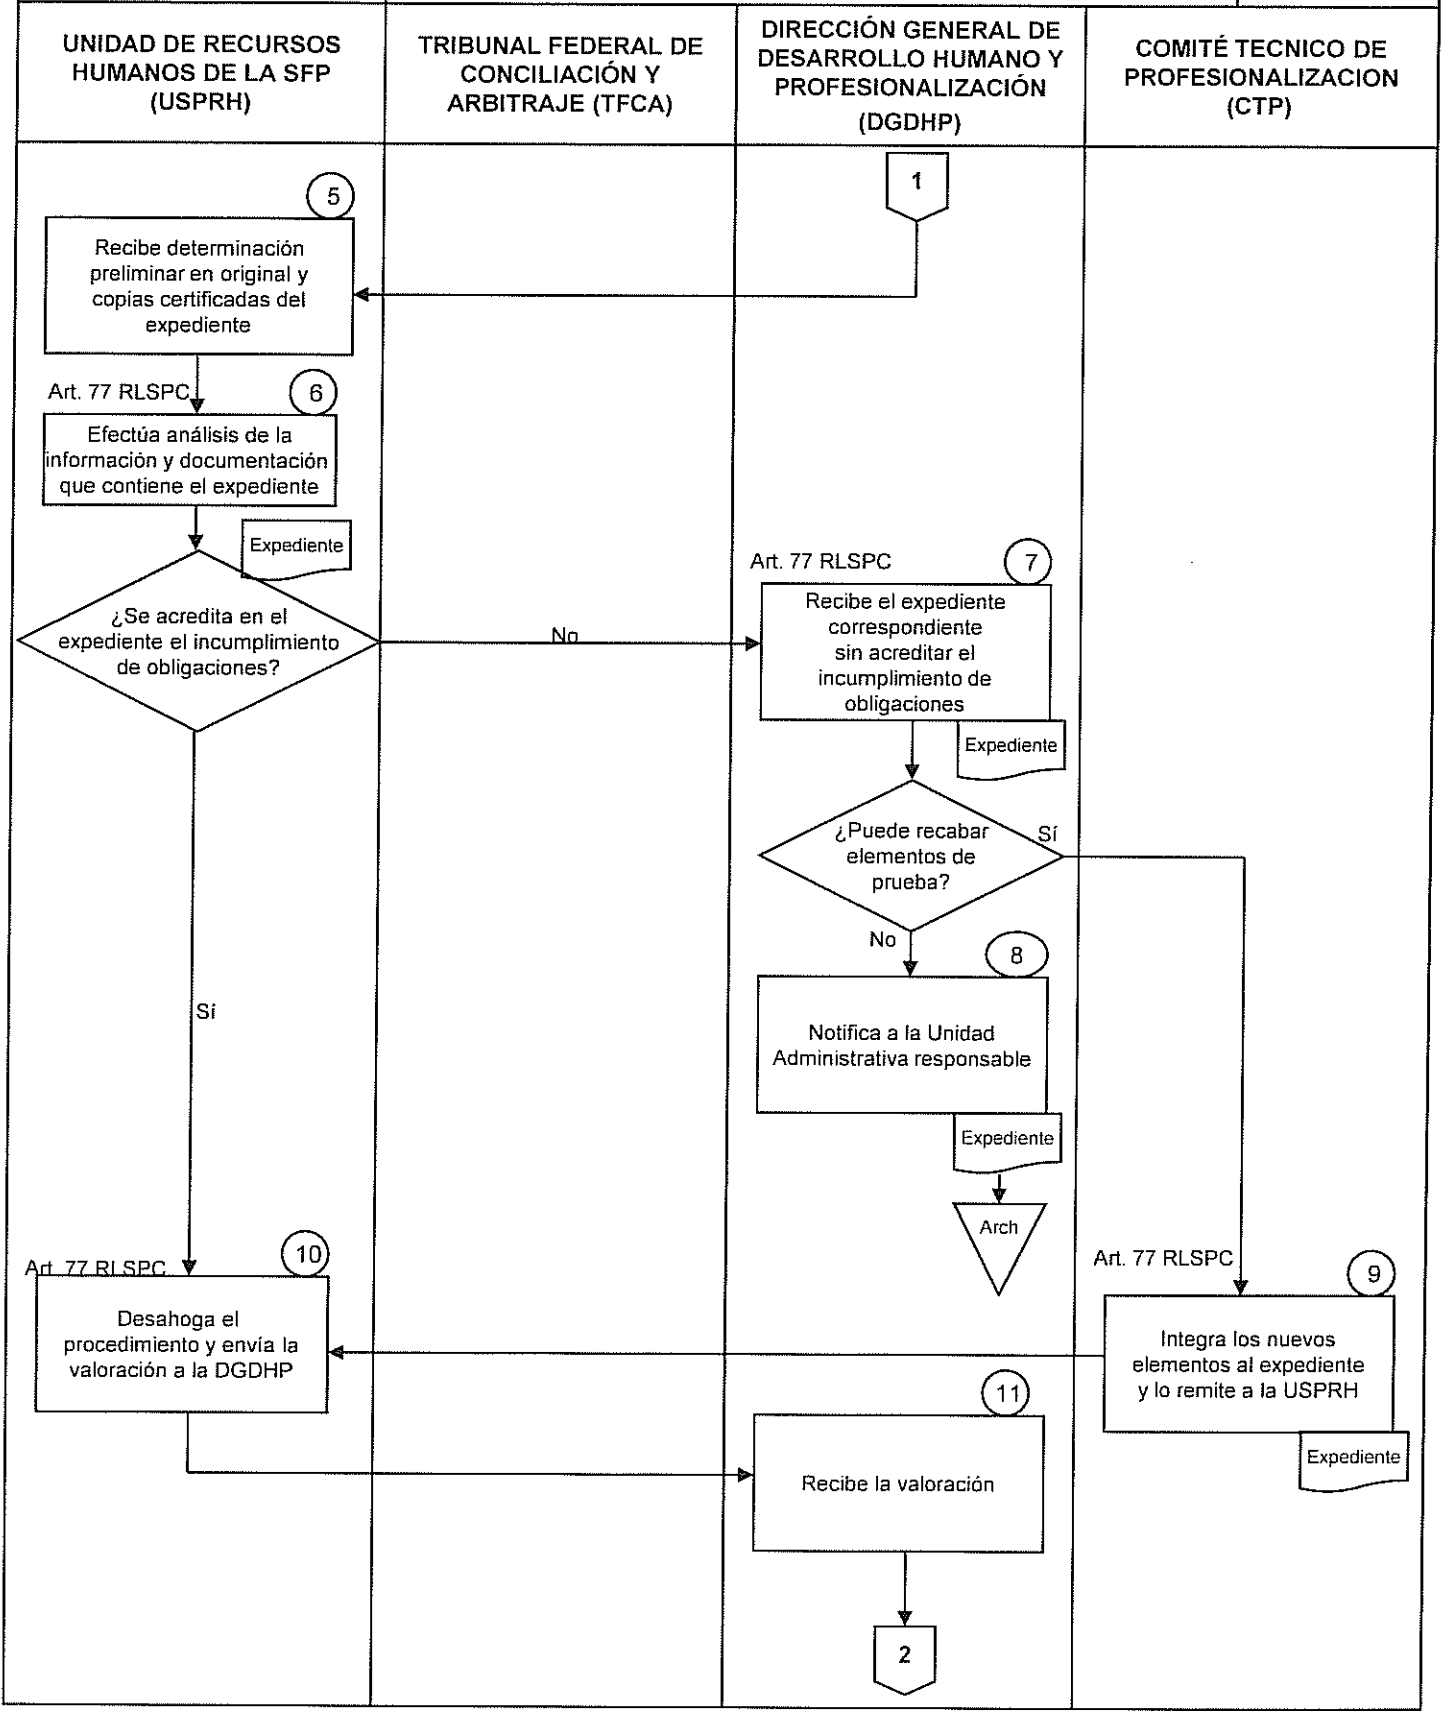 UNIDAD DE RECURSOS
HUMANOS DE LA SFP
(USPRH)
TRIBUNAL FEDERAL DE
CONCILIACIÓN Y
ARBITRAJE (TFCA)
DIRECCIÓN GENERAL DE
DESARROLLO HUMANO Y
PROFESIONALIZACIÓN
(DGDHP)
COMITÉ TECNICO DE
PROFESIONALIZACION
(CTP)
1
5
Recibe determinación
preliminar en original y
copias certificadas del
expediente
Art. 77 RLSPC
6
Efectúa análisis de la
información y documentación
que contiene el expediente
Expediente
¿Se acredita en el
expediente el incumplimiento
de obligaciones?
No
Art. 77 RLSPC
7
Recibe el expediente
correspondiente
sin acreditar el
incumplimiento de
obligaciones
Expediente
¿Puede recabar
elementos de
prueba?
Sí
No
8
Notifica a la Unidad
Administrativa responsable
Expediente
Arch
Sí
Art. 77 RLSPC
9
Integra los nuevos
elementos al expediente
y lo remite a la USPRH
Expediente
Art. 77 RLSPC
10
Desahoga el
procedimiento y envía la
valoración a la DGDHP
11
Recibe la valoración
2